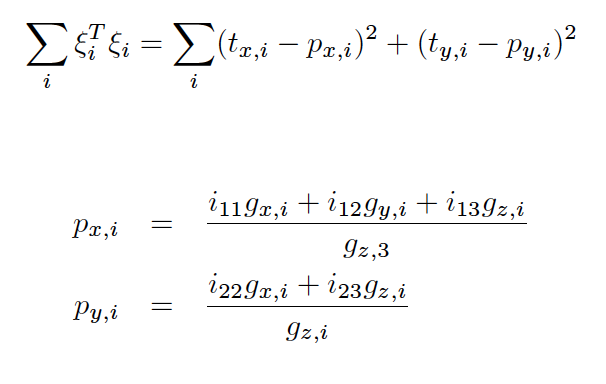 \sum_i \xi_i^T \xi_i = \sum_i (t_{x,i} - p_{x,i})^2 + (t_{y,i} - p_{y,i})^2
p_{x,i} = \frac{i_{11} g_{x,i} + i_{12} g_{y,i} + i_{13} g_{z,i}}{g_{z,3}}
p_{y,i} = \frac{i_{22} g_{x,i} + i_{23} g_{z,i}}{g_{z,i}}